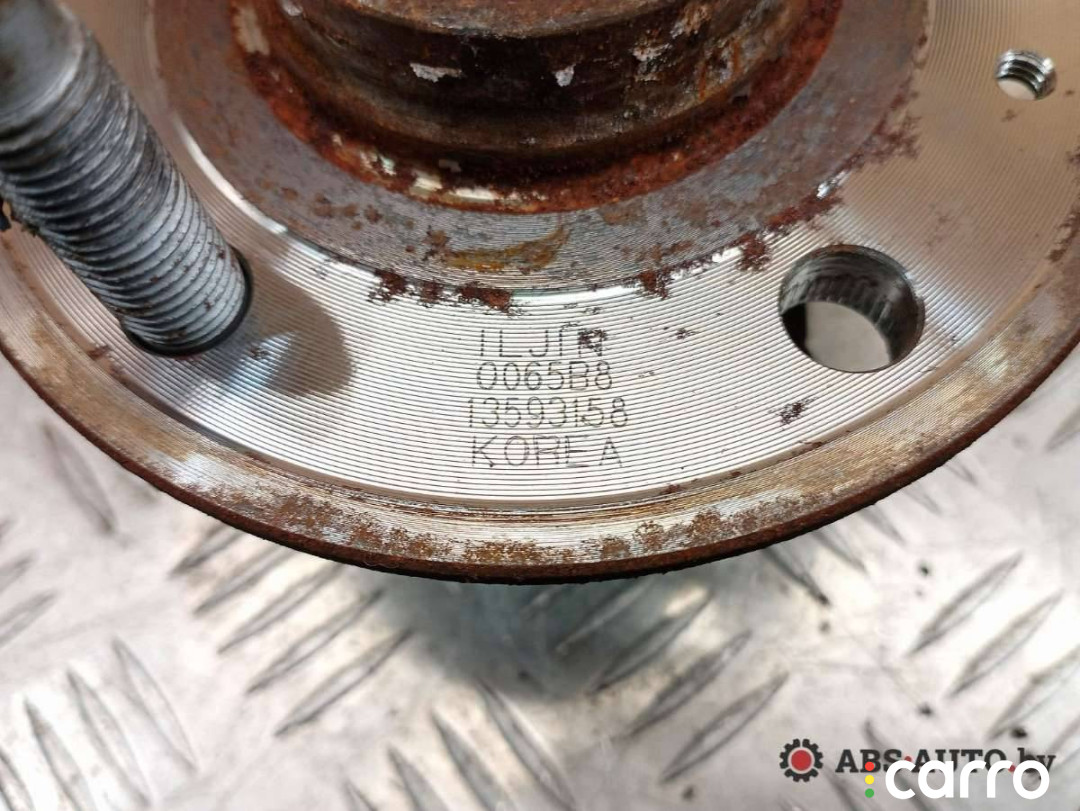 ILJIN
0065B8
13593158
KOREA
ABS-AUTO.by
carro